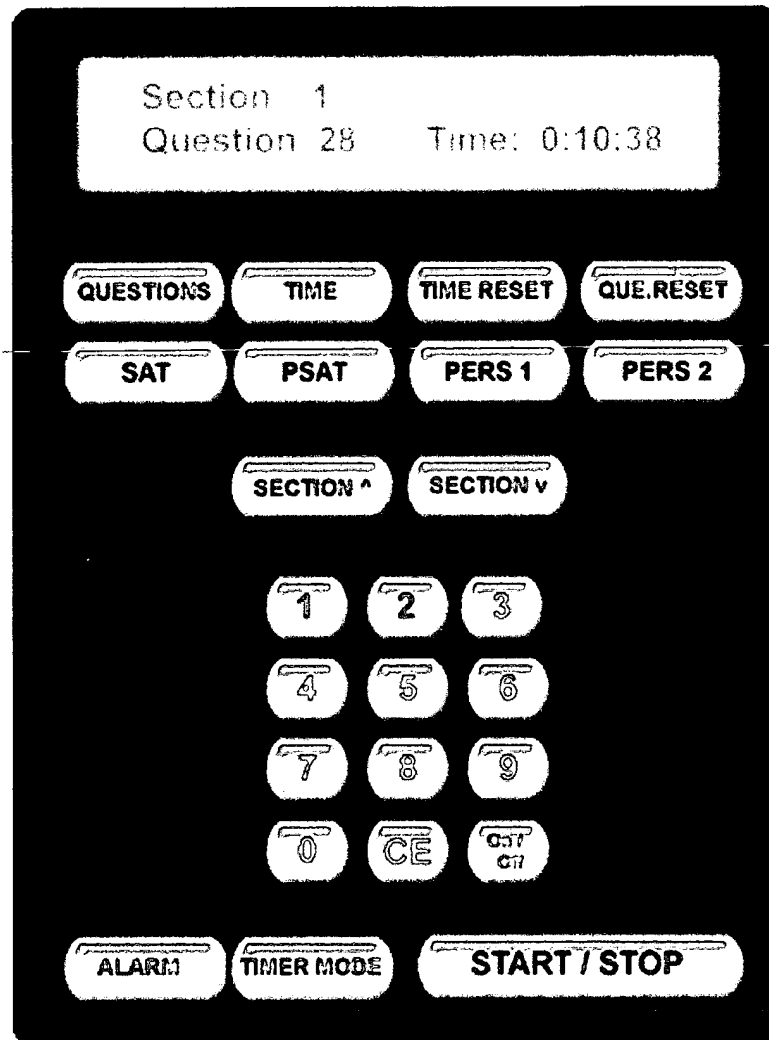 Section 1
Question 28 Time: 0:10:38
QUESTIONS TIME TIME RESET QUE.RESET
SAT PSAT PERS 1 PERS 2
SECTION ^ SECTION v
1 2 3
4 5 6
7 8 9
0 CE On/
Off
ALARM TIMER MODE START / STOP